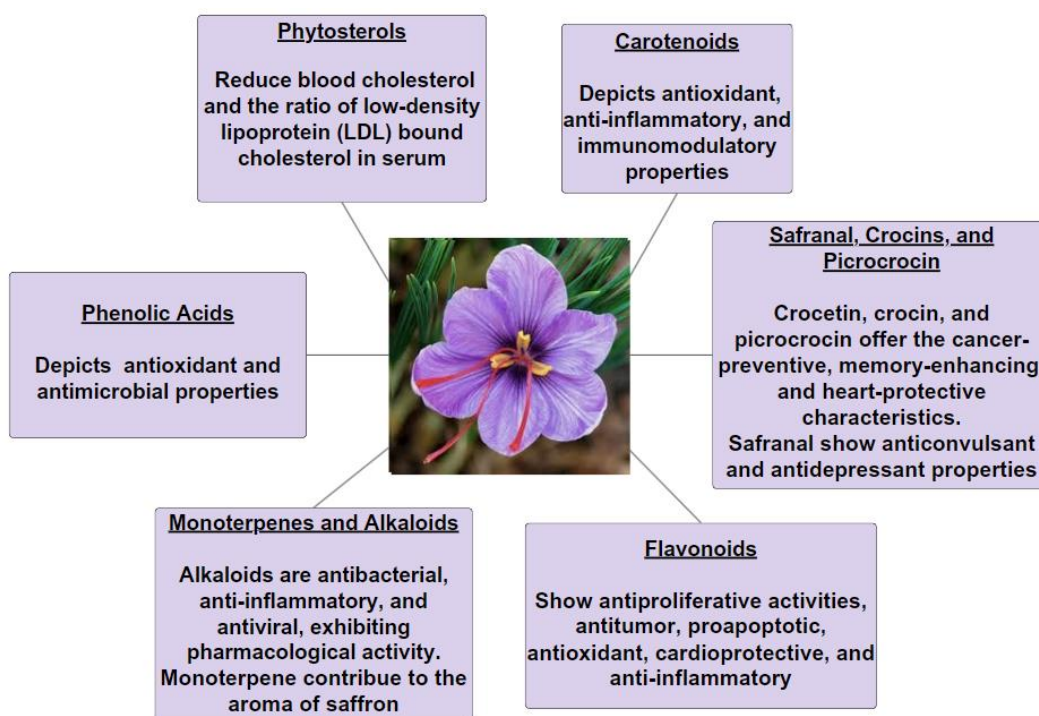 Phytosterols
Reduce blood cholesterol
and the ratio of low-density
lipoprotein (LDL) bound
cholesterol in serum
Carotenoids
Depicts antioxidant,
anti-inflammatory, and
immunomodulatory
properties
Phenolic Acids
Depicts antioxidant and
antimicrobial properties
Safranal, Crocins, and
Picrocrocin
Crocetin, crocin, and
picrocrocin offer the cancer-
preventive, memory-enhancing
and heart-protective
characteristics.
Safranal show anticonvulsant
and antidepressant properties
Monoterpenes and Alkaloids
Alkaloids are antibacterial,
anti-inflammatory, and
antiviral, exhibiting
pharmacological activity.
Monoterpene contribue to the
aroma of saffron
Flavonoids
Show antiproliferative activities,
antitumor, proapoptotic,
antioxidant, cardioprotective, and
anti-inflammatory